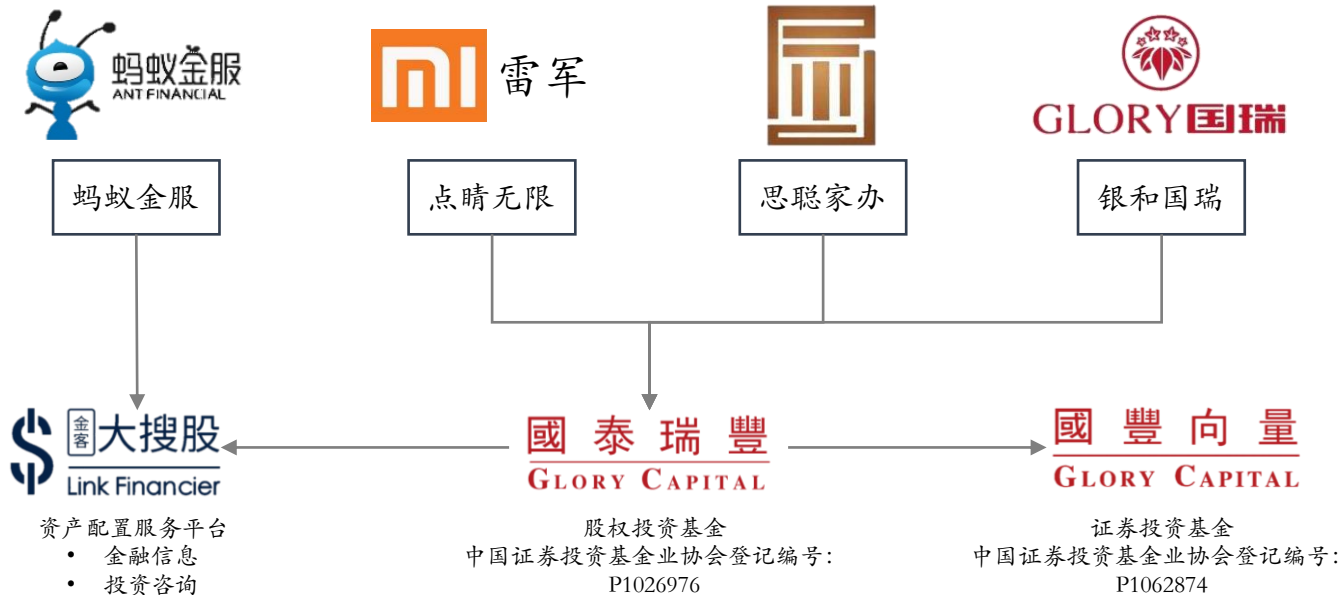 蚂蚁金服
ANT FINANCIAL
雷军
GLORY国瑞
蚂蚁金服
点睛无限
思聪家办
银和国瑞
金客
大搜股
Link Financier
國泰瑞豐
GLORY CAPITAL
國豐向量
GLORY CAPITAL
资产配置服务平台
• 金融信息
• 投资咨询
股权投资基金
中国证券投资基金业协会登记编号：
P1026976
证券投资基金
中国证券投资基金业协会登记编号：
P1062874